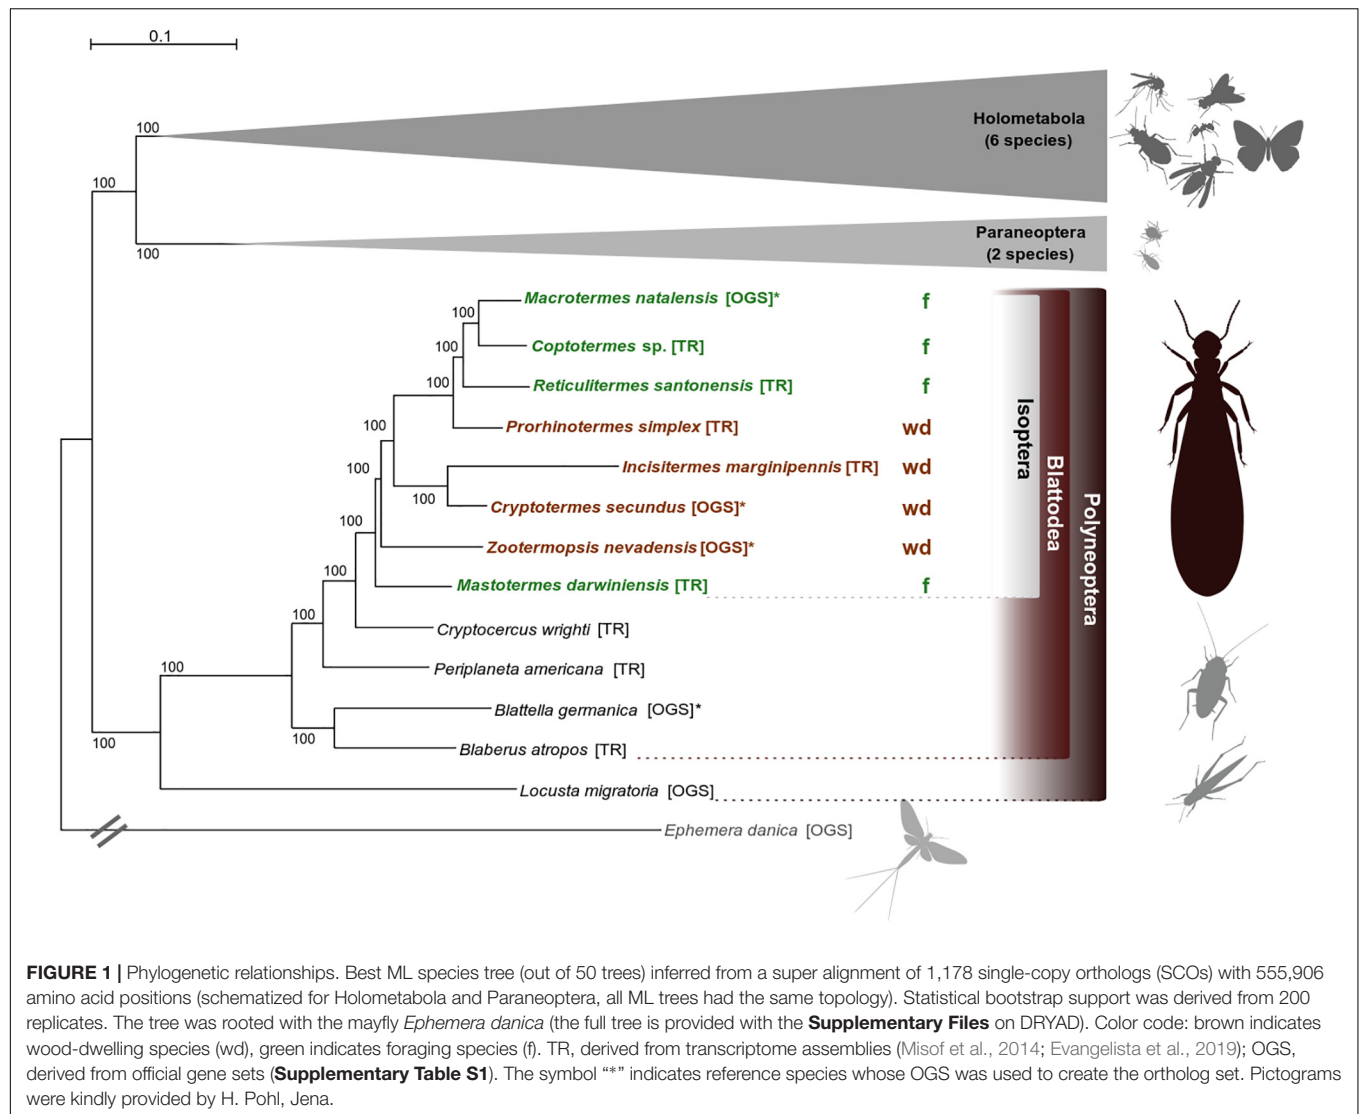 0.1
100
Holometabola
(6 species)
100
100
Paraneoptera
(2 species)
Macrotermes natalensis [OGS]* f
100
Coptotermes sp. [TR] f
100
Reticulitermes santonensis [TR] f
100
Prorhinotermes simplex [TR] wd
100
Incisitermes marginipennis [TR] wd
100
100
Cryptotermes secundus [OGS]* wd
100
Zootermopsis nevadensis [OGS]* wd
100
Mastotermes darwiniensis [TR] f
100
Cryptocercus wrighti [TR]
100
Periplaneta americana [TR]
Blattella germanica [OGS]*
100
100
Blaberus atropos [TR]
Locusta migratoria [OGS]
Ephemera danica [OGS]
Isoptera
Blattodea
Polyneoptera
FIGURE 1 | Phylogenetic relationships. Best ML species tree (out of 50 trees) inferred from a super alignment of 1,178 single-copy orthologs (SCOs) with 555,906
amino acid positions (schematized for Holometabola and Paraneoptera, all ML trees had the same topology). Statistical bootstrap support was derived from 200
replicates. The tree was rooted with the mayfly Ephemera danica (the full tree is provided with the Supplementary Files on DRYAD). Color code: brown indicates
wood-dwelling species (wd), green indicates foraging species (f). TR, derived from transcriptome assemblies (Misof et al., 2014; Evangelista et al., 2019); OGS,
derived from official gene sets (Supplementary Table S1). The symbol “*” indicates reference species whose OGS was used to create the ortholog set. Pictograms
were kindly provided by H. Pohl, Jena.